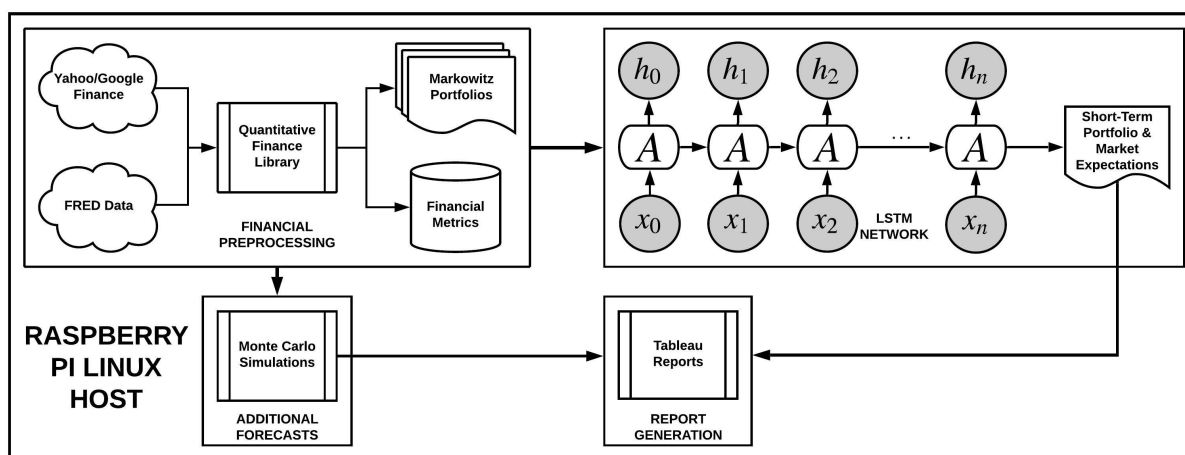 Yahoo/Google
Finance
FRED Data
Quantitative
Finance
Library
Markowitz
Portfolios
Financial
Metrics
FINANCIAL
PREPROCESSING
h₀ h₁ h₂ hₙ
A A A ... A
x₀ x₁ x₂ xₙ
LSTM
NETWORK
Short-Term
Portfolio &
Market
Expectations
RASPBERRY
PI LINUX
HOST
Monte Carlo
Simulations
ADDITIONAL
FORECASTS
Tableau
Reports
REPORT
GENERATION